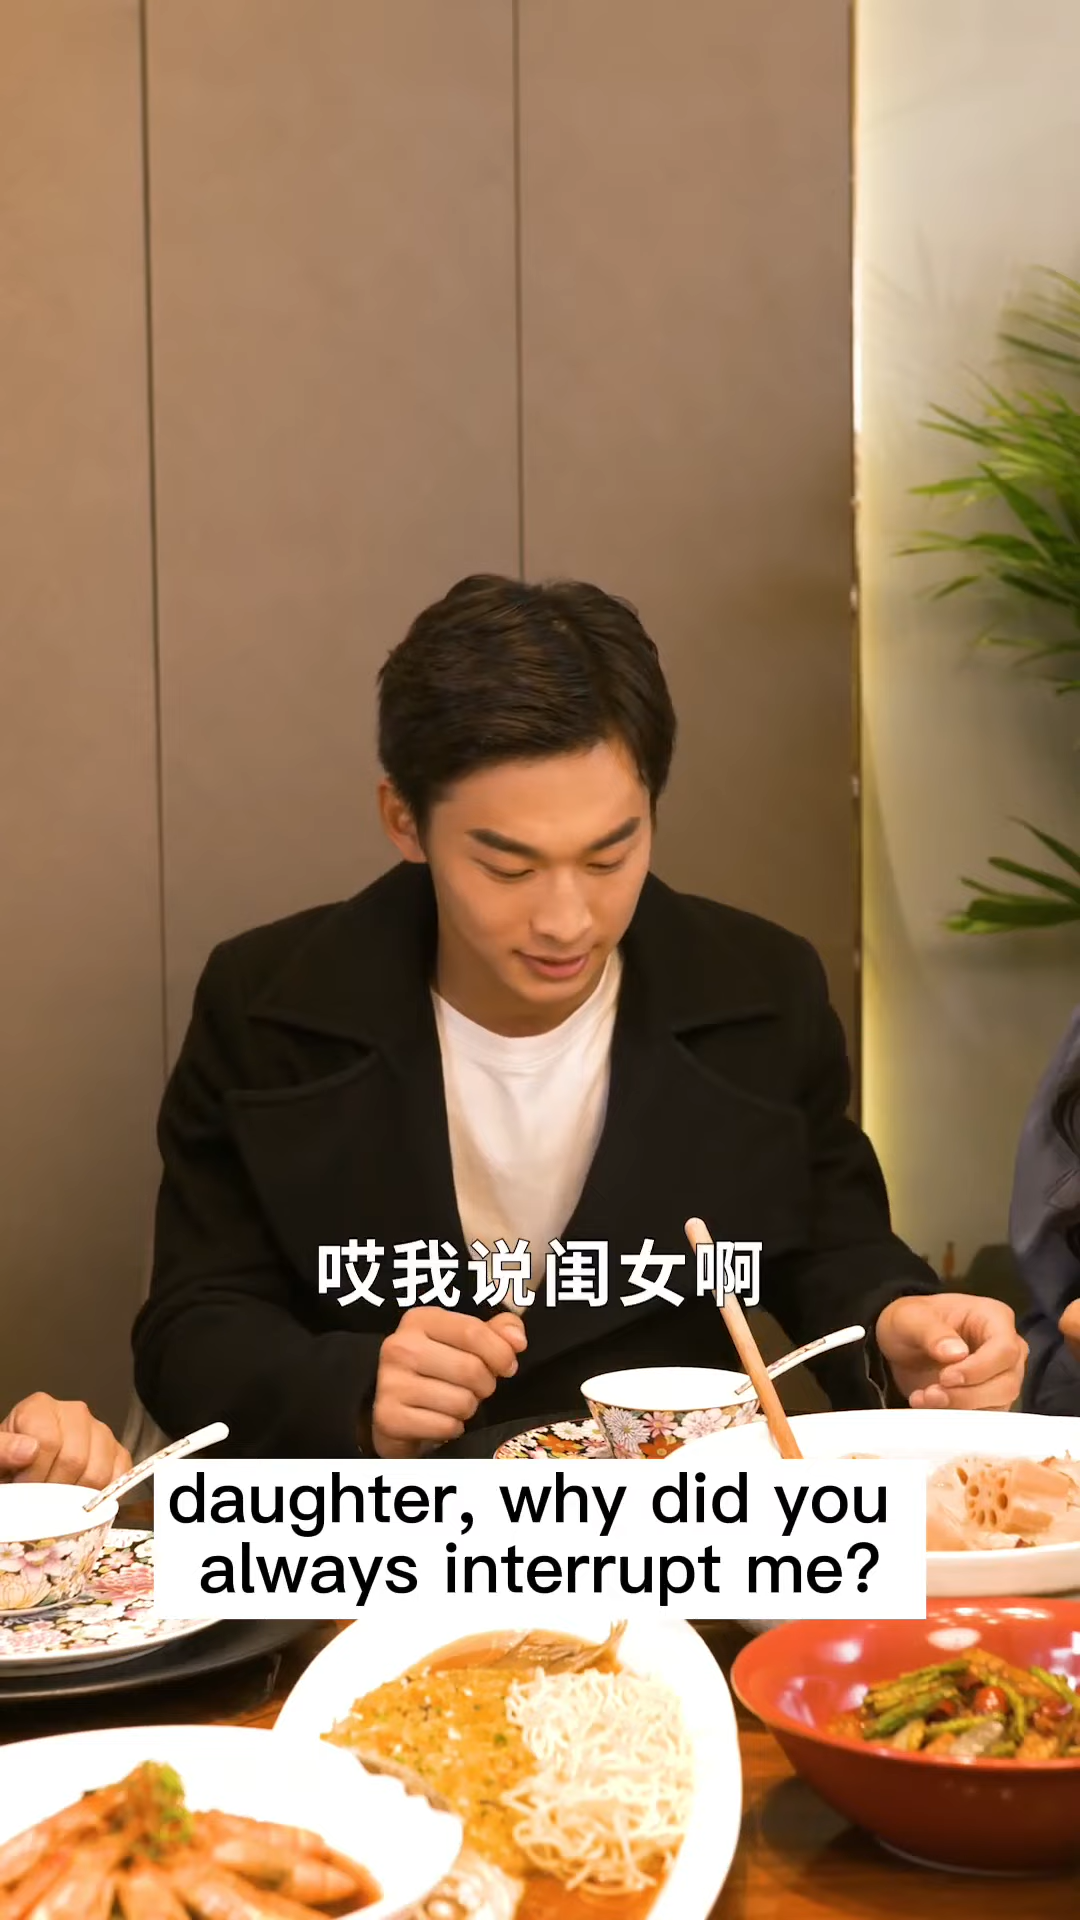 哎我说闺女啊
daughter, why did you
always interrupt me?